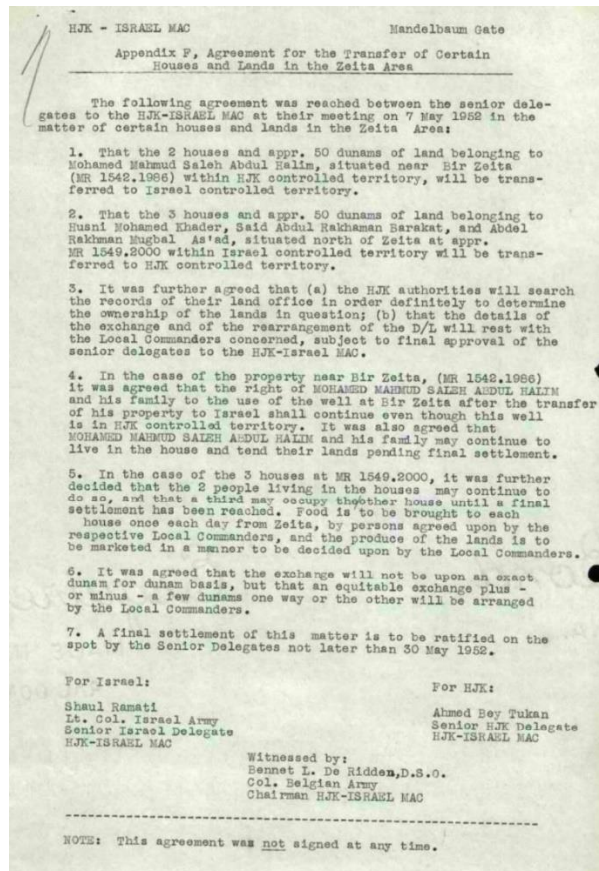 HJK - ISRAEL MAC Mandelbaum Gate
Appendix F, Agreement for the Transfer of Certain
Houses and Lands in the Zeita Area
The following agreement was reached between the senior dele-
gates to the HJK-ISRAEL MAC at their meeting on 7 May 1952 in the
matter of certain houses and lands in the Zeita Area:
1. That the 2 houses and appr. 50 dunams of land belonging to
Mohamed Mahmud Saleh Abdul Halim, situated near Bir Zeita
(MR 1542.1986) within HJK controlled territory, will be trans-
ferred to Israel controlled territory.
2. That the 3 houses and appr. 50 dunams of land belonging to
Husni Mohamed Khader, Said Abdul Rakhaman Barakat, and Abdel
Rakhman Mugbal As'ad, situated north of Zeita at appr.
MR 1549.2000 within Israel controlled territory will be trans-
ferred to HJK controlled territory.
3. It was further agreed that (a) the HJK authorities will search
the records of their land office in order definitely to determine
the ownership of the lands in question; (b) that the details of
the exchange and of the rearrangement of the D/L will rest with
the Local Commanders concerned, subject to final approval of the
senior delegates to the HJK-Israel MAC.
4. In the case of the property near Bir Zeita, (MR 1542.1986)
it was agreed that the right of MOHAMED MAHMUD SALEH ABDUL HALIM
and his family to the use of the well at Bir Zeita after the transfer
of his property to Israel shall continue even though this well
is in HJK controlled territory. It was also agreed that
MOHAMED MAHMUD SALEH ABDUL HALIM and his family may continue to
live in the house and tend their lands pending final settlement.
5. In the case of the 3 houses at MR 1549.2000, it was further
decided that the 2 people living in the houses may continue to
do so, and that a third may occupy the other house until a final
settlement has been reached. Food is to be brought to each
house once each day from Zeita, by persons agreed upon by the
respective Local Commanders, and the produce of the lands is to
be marketed in a manner to be decided upon by the Local Commanders.
6. It was agreed that the exchange will not be upon an exact
dunam for dunam basis, but that an equitable exchange plus -
or minus - a few dunams one way or the other will be arranged
by the Local Commanders.
7. A final settlement of this matter is to be ratified on the
spot by the Senior Delegates not later than 30 May 1952.
For Israel: For HJK:
Shaul Ramati Ahmed Bey Tukan
Lt. Col. Israel Army Senior HJK Delegate
Senior Israel Delegate HJK-ISRAEL MAC
HJK-ISRAEL MAC
Witnessed by:
Bennet L. De Ridden, D.S.O.
Col. Belgian Army
Chairman HJK-ISRAEL MAC
NOTE: This agreement was not signed at any time.